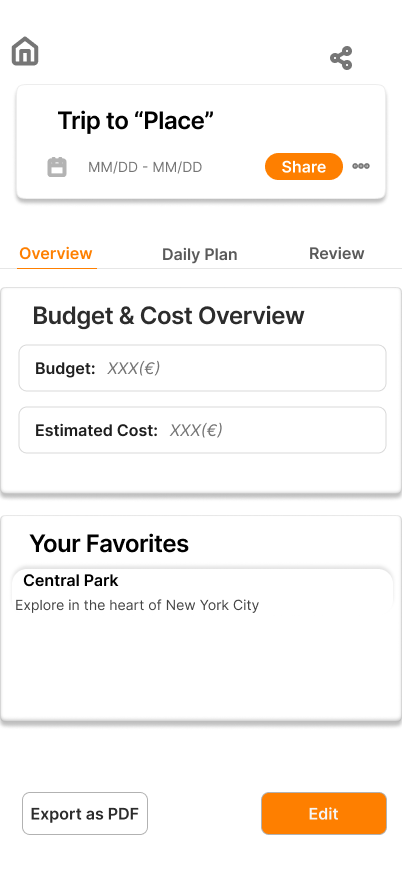 Trip to “Place”
MM/DD - MM/DD
Share
Overview
Daily Plan
Review
Budget & Cost Overview
Budget: XXX(€)
Estimated Cost: XXX(€)
Your Favorites
Central Park
Explore in the heart of New York City
Export as PDF
Edit